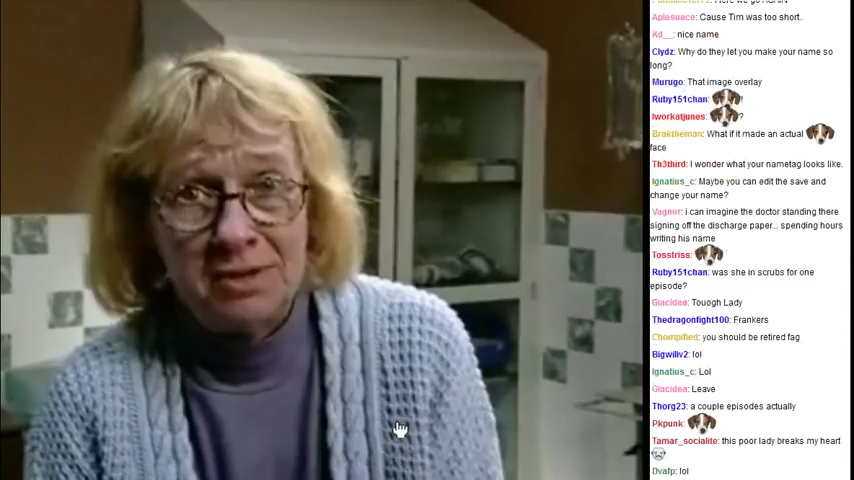 Aplesuace: Cause Tim was too short..
Kd__: nice name
Clydz: Why do they let you make your name so
long?
Murugo: That image overlay
Ruby151chan: !
Iworkatjunes: ?
Braktheman: What if it made an actual
face
Th3third: I wonder what your nametag looks like.
Ignatius_c: Maybe you can edit the save and
change your name?
Vagnur: i can imagine the doctor standing there
signing off the discharge paper... spending hours
writing his name
Tosstriss:
Ruby151chan: was she in scrubs for one
episode?
Glacidea: Touogh Lady
Thedragonfight100: Frankers
Chompified: you should be retired fag
Bigwillv2: lol
Ignatius_c: Lol
Glacidea: Leave
Thorg23: a couple episodes actually
Pkpunk:
Tamar_socialite: this poor lady breaks my heart
Dvafp: lol